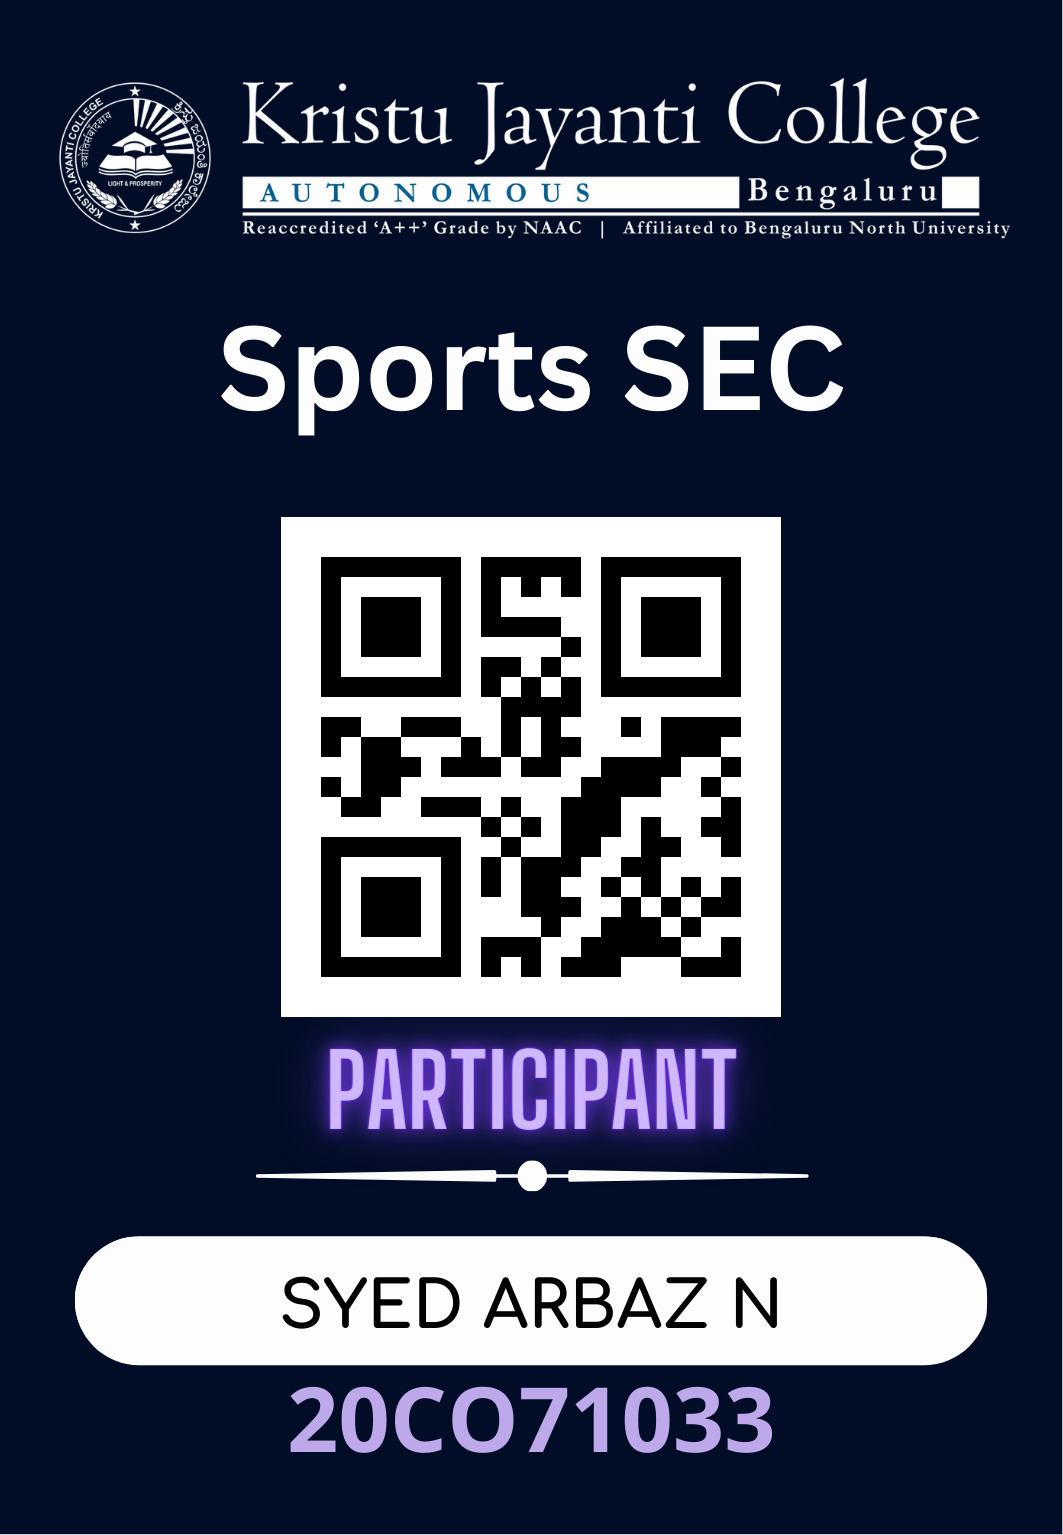 KRISTU JAYANTI COLLEGE
ಕ್ರಿಸ್ತು ಜಯಂತಿ ಕಾಲೇಜು
LIGHT & PROSPERITY
Kristu Jayanti College
AUTONOMOUS Bengaluru
Reaccredited ‘A++’ Grade by NAAC | Affiliated to Bengaluru North University
Sports SEC
PARTICIPANT
SYED ARBAZ N
20CO71033